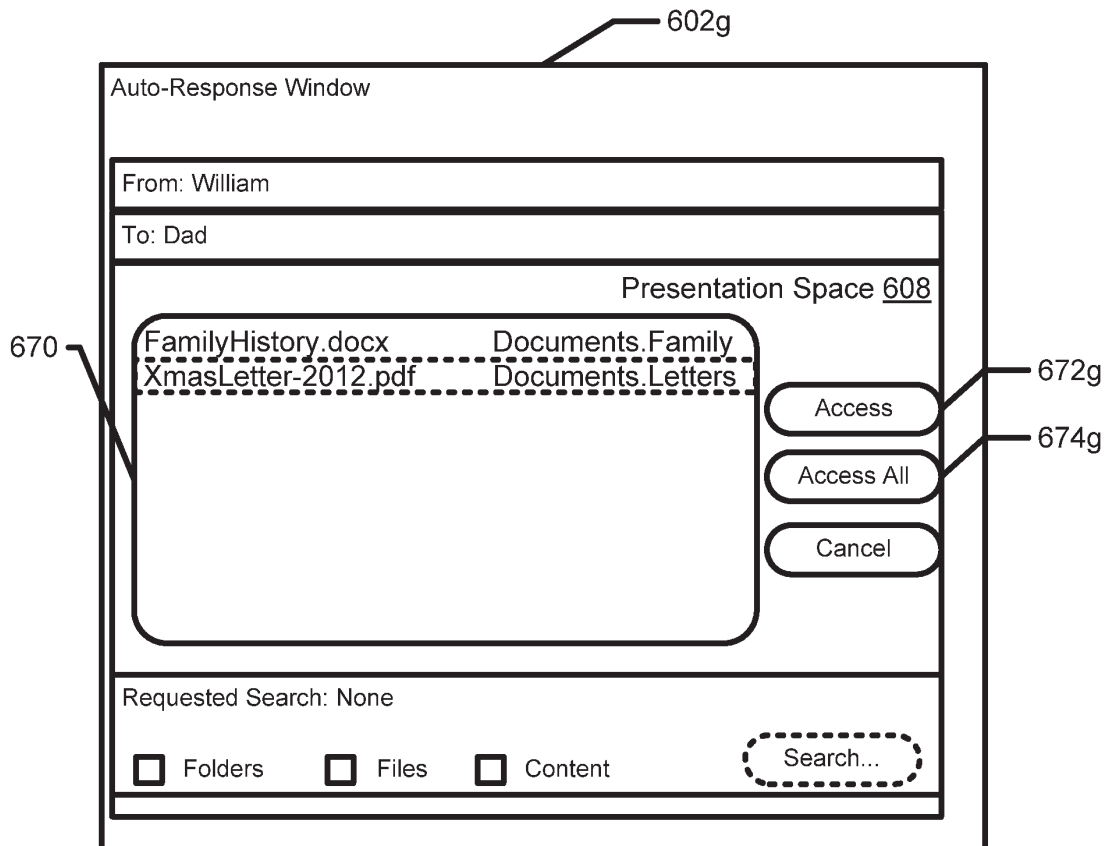 602g
Auto-Response Window
From: William
To: Dad
Presentation Space 608
670
FamilyHistory.docx Documents.Family
XmasLetter-2012.pdf Documents.Letters
672g
Access
674g
Access All
Cancel
Requested Search: None
Folders Files Content Search...